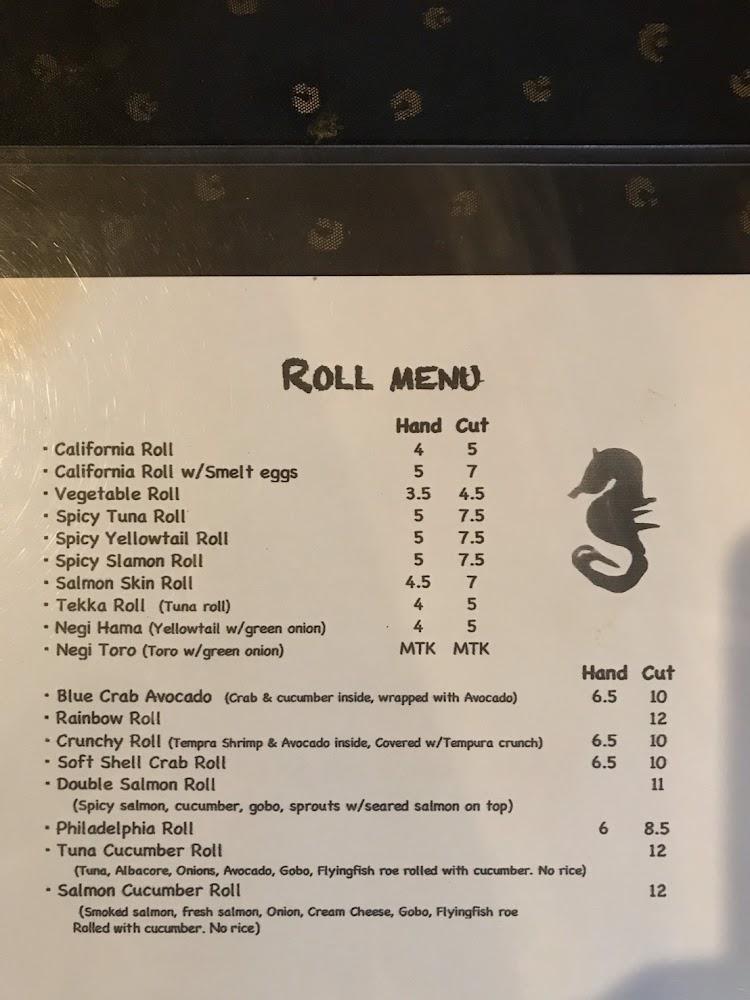 ROLL MENU
Hand Cut
· California Roll 4 5
· California Roll w/Smelt eggs 5 7
· Vegetable Roll 3.5 4.5
· Spicy Tuna Roll 5 7.5
· Spicy Yellowtail Roll 5 7.5
· Spicy Slamon Roll 5 7.5
· Salmon Skin Roll 4.5 7
· Tekka Roll (Tuna roll) 4 5
· Negi Hama (Yellowtail w/green onion) 4 5
· Negi Toro (Toro w/green onion) MTK MTK
Hand Cut
· Blue Crab Avocado (Crab & cucumber inside, wrapped with Avocado) 6.5 10
· Rainbow Roll 12
· Crunchy Roll (Tempra Shrimp & Avocado inside, Covered w/Tempura crunch) 6.5 10
· Soft Shell Crab Roll 6.5 10
· Double Salmon Roll 11
(Spicy salmon, cucumber, gobo, sprouts w/seared salmon on top)
· Philadelphia Roll 6 8.5
· Tuna Cucumber Roll 12
(Tuna, Albacore, Onions, Avocado, Gobo, Flyingfish roe rolled with cucumber. No rice)
· Salmon Cucumber Roll 12
(Smoked salmon, fresh salmon, Onion, Cream Cheese, Gobo, Flyingfish roe
Rolled with cucumber. No rice)